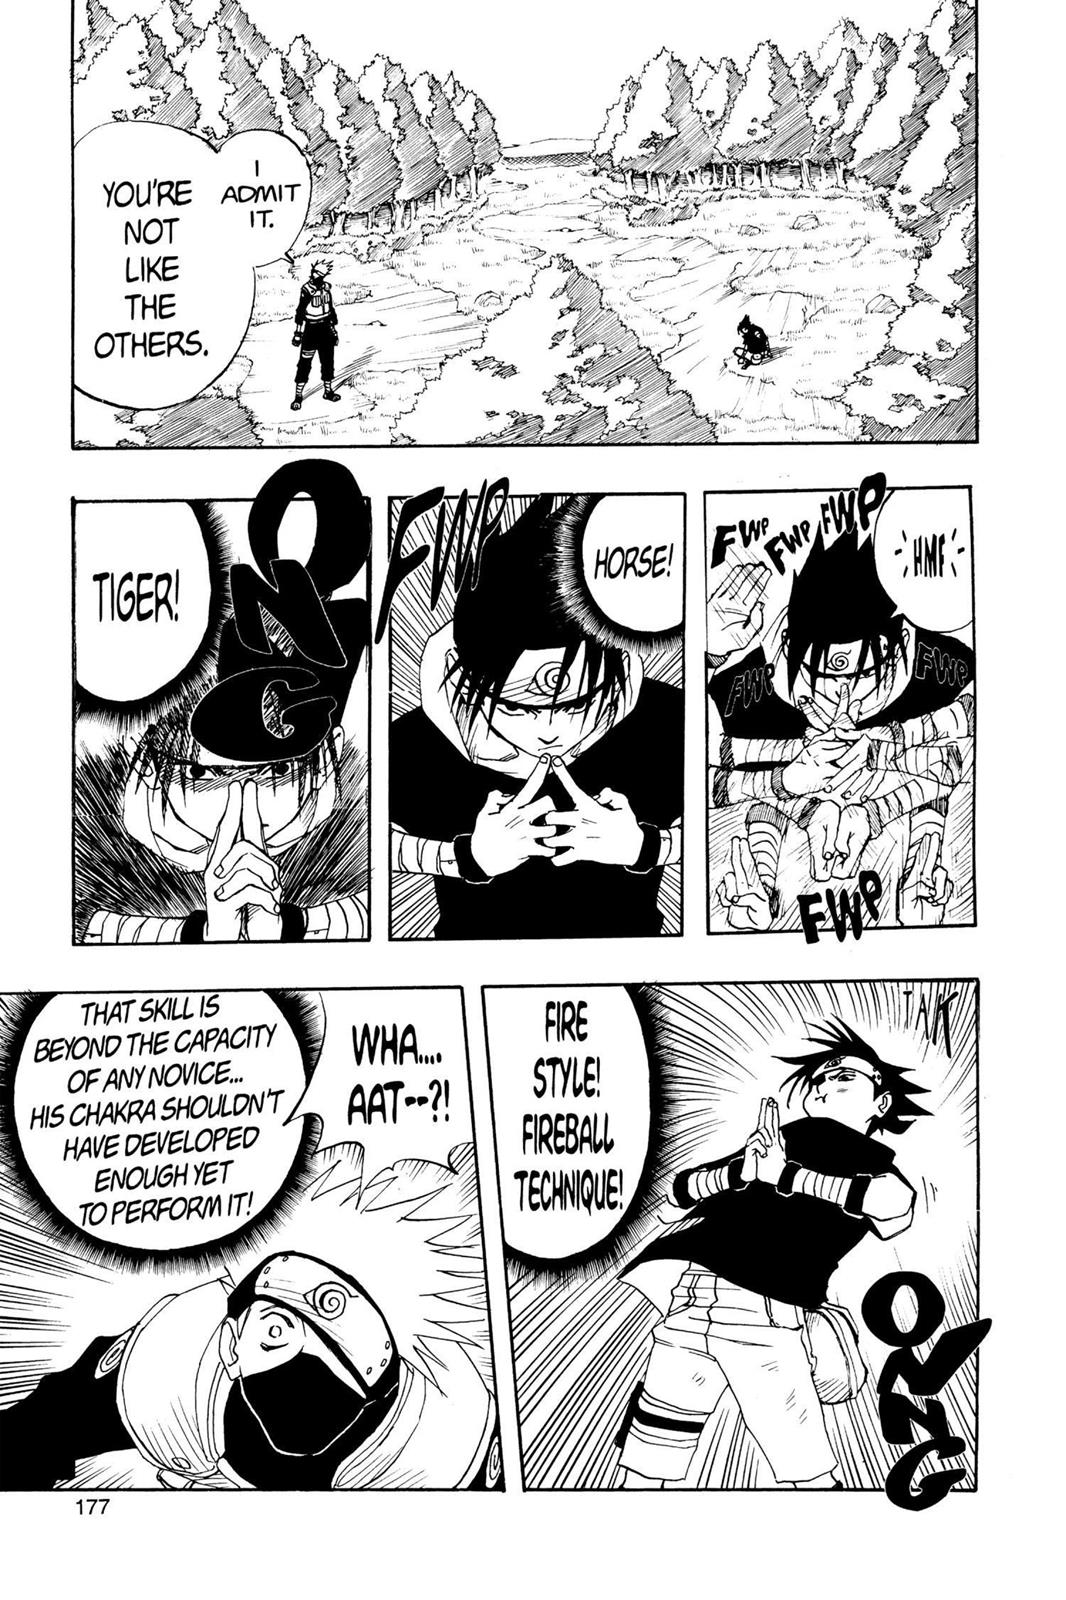 I
ADMIT
IT.
YOU'RE
NOT
LIKE
THE
OTHERS.
HMF
FWP
FWP
FWP
FWP
FWP
FWP
HORSE!
FWP
TIGER!
ONG
FIRE
STYLE!
FIREBALL
TECHNIQUE!
TAK
ONG
WHA....
AAT--?!
THAT SKILL IS
BEYOND THE CAPACITY
OF ANY NOVICE...
HIS CHAKRA SHOULDN'T
HAVE DEVELOPED
ENOUGH YET
TO PERFORM IT!
177